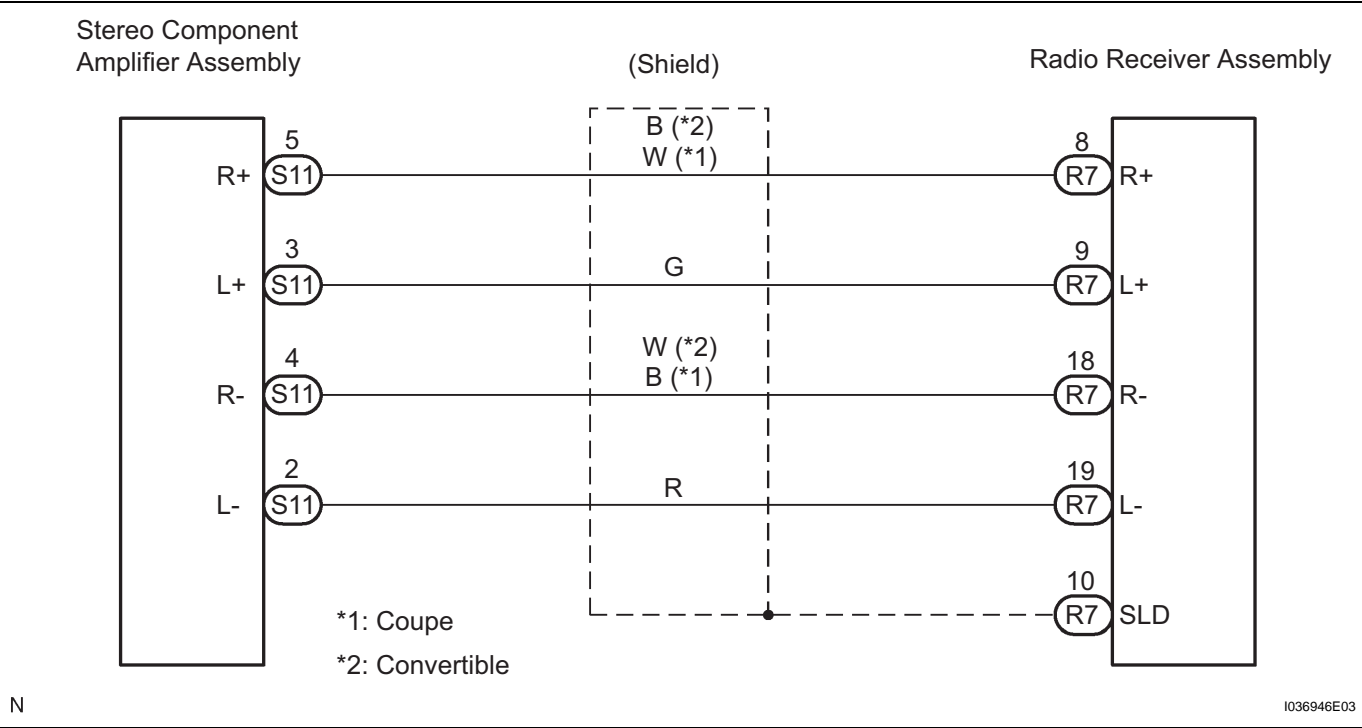 Stereo Component
Amplifier Assembly
(Shield)
Radio Receiver Assembly
B (*2)
W (*1)
5
8
R+
S11
R7
R+
3
G
9
L+
S11
R7
L+
W (*2)
B (*1)
4
18
R-
S11
R7
R-
2
R
19
L-
S11
R7
L-
10
R7
SLD
*1: Coupe
*2: Convertible
N
I036946E03